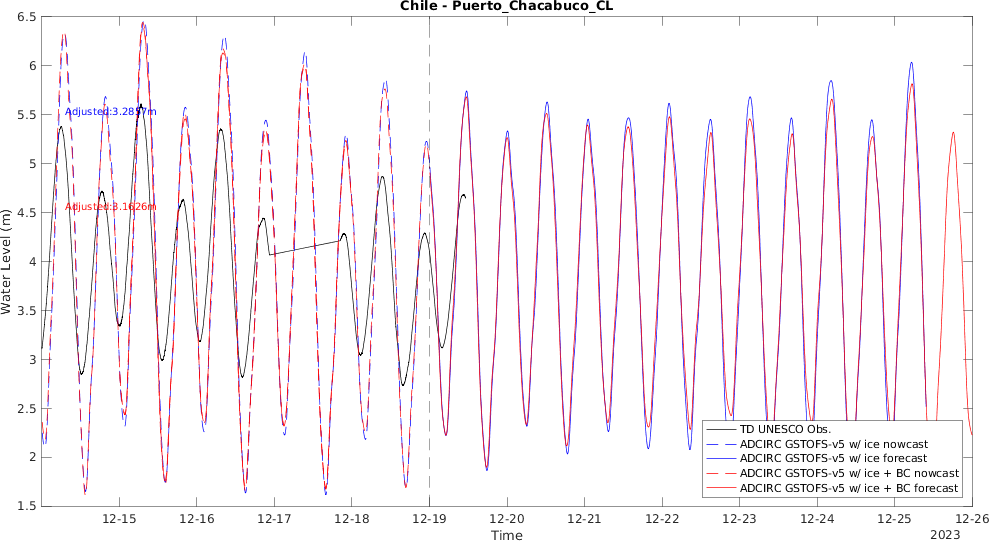 Chile - Puerto_Chacabuco_CL
6.5
6
5.5
5
4.5
4
3.5
3
2.5
2
1.5
Water Level (m)
Adjusted:3.2857m
Adjusted:3.1626m
TD UNESCO Obs.
ADCIRC GSTOFS-v5 w/ ice nowcast
ADCIRC GSTOFS-v5 w/ ice forecast
ADCIRC GSTOFS-v5 w/ ice + BC nowcast
ADCIRC GSTOFS-v5 w/ ice + BC forecast
12-15 12-16 12-17 12-18 12-19 12-20 12-21 12-22 12-23 12-24 12-25 12-26
Time
2023